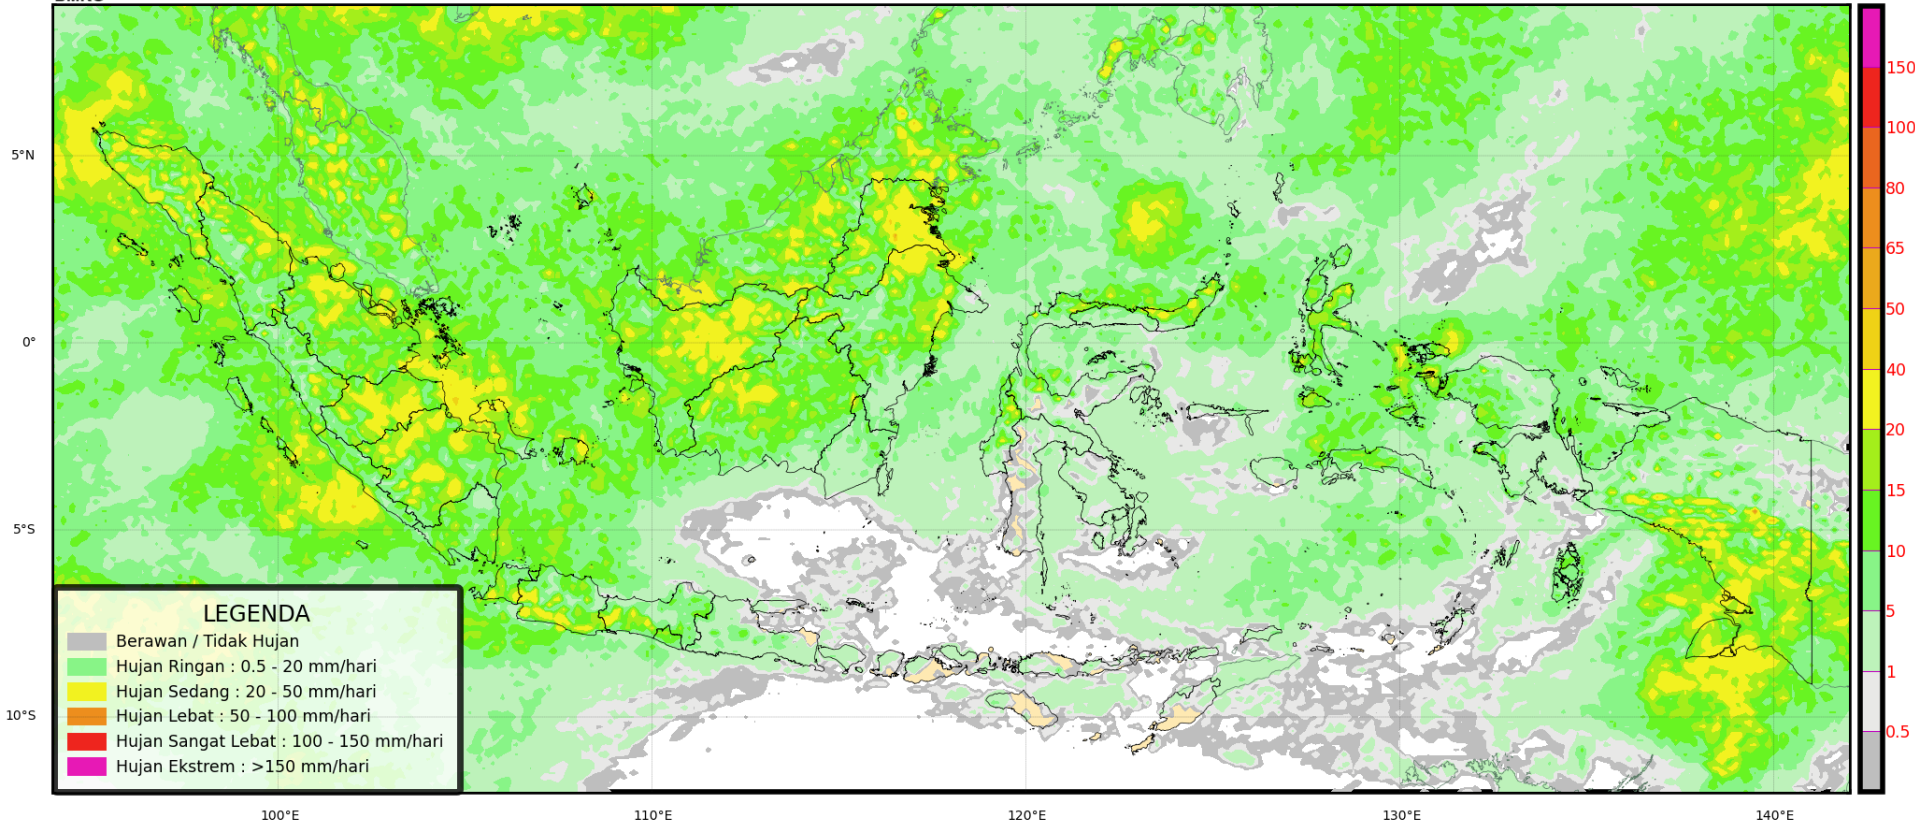 5°N
0°
5°S
10°S
100°E
110°E
120°E
130°E
140°E
LEGENDA
Berawan / Tidak Hujan
Hujan Ringan : 0.5 - 20 mm/hari
Hujan Sedang : 20 - 50 mm/hari
Hujan Lebat : 50 - 100 mm/hari
Hujan Sangat Lebat : 100 - 150 mm/hari
Hujan Ekstrem : >150 mm/hari
150
100
80
65
50
40
20
15
10
5
1
0.5